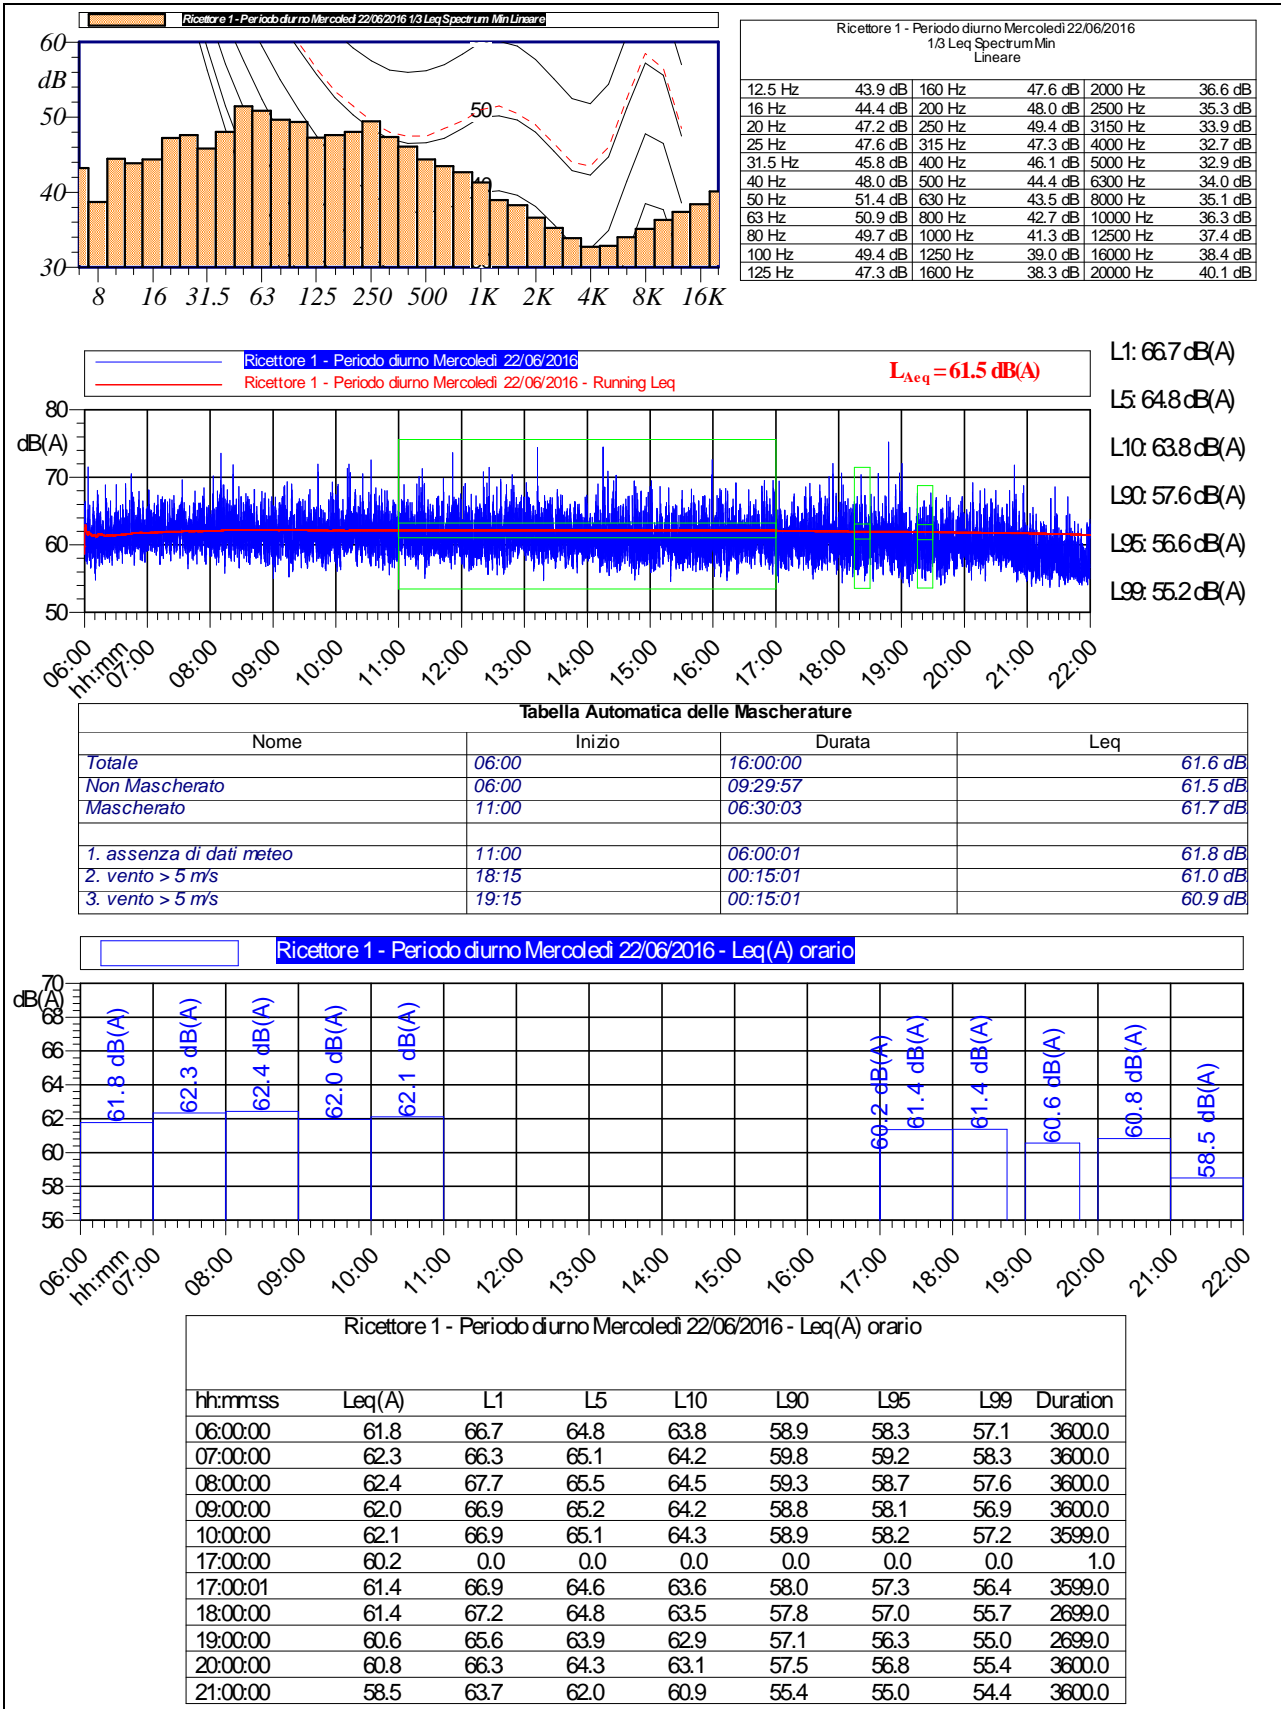 Ricettore 1 - Periodo diurno Mercoledì 22/06/2016 1/3 Leq Spectrum Min Lineare
60
dB
50
40
30
50
8 16 31.5 63 125 250 500 1K 2K 4K 8K 16K
Ricettore 1 - Periodo diurno Mercoledì 22/06/2016
1/3 Leq Spectrum Min
Lineare
12.5 Hz 43.9 dB 160 Hz 47.6 dB 2000 Hz 36.6 dB
16 Hz 44.4 dB 200 Hz 48.0 dB 2500 Hz 35.3 dB
20 Hz 47.2 dB 250 Hz 49.4 dB 3150 Hz 33.9 dB
25 Hz 47.6 dB 315 Hz 47.3 dB 4000 Hz 32.7 dB
31.5 Hz 45.8 dB 400 Hz 46.1 dB 5000 Hz 32.9 dB
40 Hz 48.0 dB 500 Hz 44.4 dB 6300 Hz 34.0 dB
50 Hz 51.4 dB 630 Hz 43.5 dB 8000 Hz 35.1 dB
63 Hz 50.9 dB 800 Hz 42.7 dB 10000 Hz 36.3 dB
80 Hz 49.7 dB 1000 Hz 41.3 dB 12500 Hz 37.4 dB
100 Hz 49.4 dB 1250 Hz 39.0 dB 16000 Hz 38.4 dB
125 Hz 47.3 dB 1600 Hz 38.3 dB 20000 Hz 40.1 dB
Ricettore 1 - Periodo diurno Mercoledì 22/06/2016
Ricettore 1 - Periodo diurno Mercoledì 22/06/2016 - Running Leq
LAeq = 61.5 dB(A)
80
dB(A)
70
60
50
06:00 hh:mm 07:00 08:00 09:00 10:00 11:00 12:00 13:00 14:00 15:00 16:00 17:00 18:00 19:00 20:00 21:00 22:00
L1: 66.7 dB(A)
L5: 64.8 dB(A)
L10: 63.8 dB(A)
L90: 57.6 dB(A)
L95: 56.6 dB(A)
L99: 55.2 dB(A)
Tabella Automatica delle Mascherature
Nome Inizio Durata Leq
Totale 06:00 16:00:00 61.6 dB
Non Mascherato 06:00 09:29:57 61.5 dB
Mascherato 11:00 06:30:03 61.7 dB
1. assenza di dati meteo 11:00 06:00:01 61.8 dB
2. vento > 5 m/s 18:15 00:15:01 61.0 dB
3. vento > 5 m/s 19:15 00:15:01 60.9 dB
Ricettore 1 - Periodo diurno Mercoledì 22/06/2016 - Leq(A) orario
70
dB(A)
68
66
64
62
60
58
56
61.8 dB(A) 62.3 dB(A) 62.4 dB(A) 62.0 dB(A) 62.1 dB(A) 60.2 dB(A) 61.4 dB(A) 61.4 dB(A) 60.6 dB(A) 60.8 dB(A) 58.5 dB(A)
06:00 hh:mm 07:00 08:00 09:00 10:00 11:00 12:00 13:00 14:00 15:00 16:00 17:00 18:00 19:00 20:00 21:00 22:00
Ricettore 1 - Periodo diurno Mercoledì 22/06/2016 - Leq(A) orario
hh:mm:ss Leq(A) L1 L5 L10 L90 L95 L99 Duration
06:00:00 61.8 66.7 64.8 63.8 58.9 58.3 57.1 3600.0
07:00:00 62.3 66.3 65.1 64.2 59.8 59.2 58.3 3600.0
08:00:00 62.4 67.7 65.5 64.5 59.3 58.7 57.6 3600.0
09:00:00 62.0 66.9 65.2 64.2 58.8 58.1 56.9 3600.0
10:00:00 62.1 66.9 65.1 64.3 58.9 58.2 57.2 3599.0
17:00:00 60.2 0.0 0.0 0.0 0.0 0.0 0.0 1.0
17:00:01 61.4 66.9 64.6 63.6 58.0 57.3 56.4 3599.0
18:00:00 61.4 67.2 64.8 63.5 57.8 57.0 55.7 2699.0
19:00:00 60.6 65.6 63.9 62.9 57.1 56.3 55.0 2699.0
20:00:00 60.8 66.3 64.3 63.1 57.5 56.8 55.4 3600.0
21:00:00 58.5 63.7 62.0 60.9 55.4 55.0 54.4 3600.0